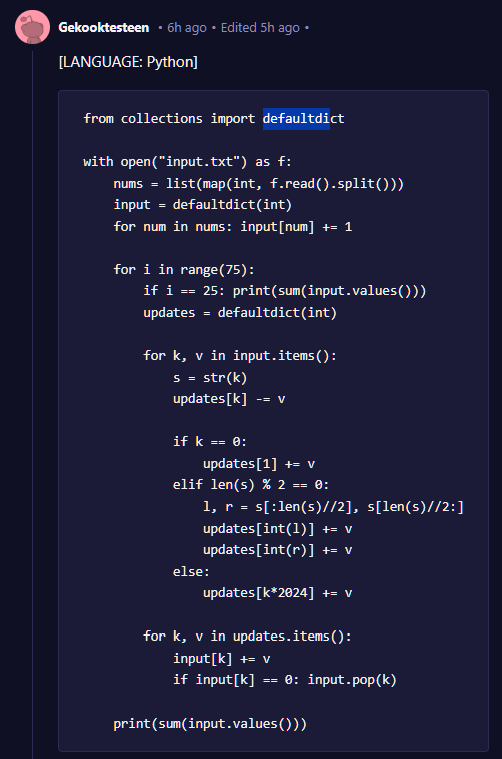 Gekooktesteen • 6h ago • Edited 5h ago •
[LANGUAGE: Python]
from collections import defaultdict
with open("input.txt") as f:
    nums = list(map(int, f.read().split()))
    input = defaultdict(int)
    for num in nums: input[num] += 1
    for i in range(75):
        if i == 25: print(sum(input.values()))
        updates = defaultdict(int)
        for k, v in input.items():
            s = str(k)
            updates[k] -= v
            if k == 0:
                updates[1] += v
            elif len(s) % 2 == 0:
                l, r = s[:len(s)//2], s[len(s)//2:]
                updates[int(l)] += v
                updates[int(r)] += v
            else:
                updates[k*2024] += v
        for k, v in updates.items():
            input[k] += v
            if input[k] == 0: input.pop(k)
    print(sum(input.values()))